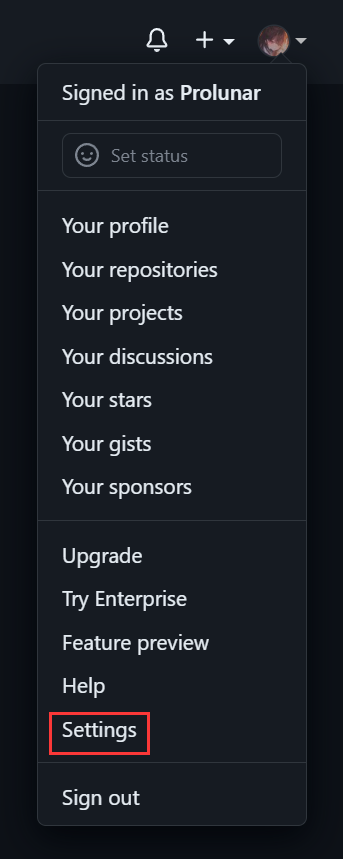 Signed in as Prolunar
Set status
Your profile
Your repositories
Your projects
Your discussions
Your stars
Your gists
Your sponsors
Upgrade
Try Enterprise
Feature preview
Help
Settings
Sign out